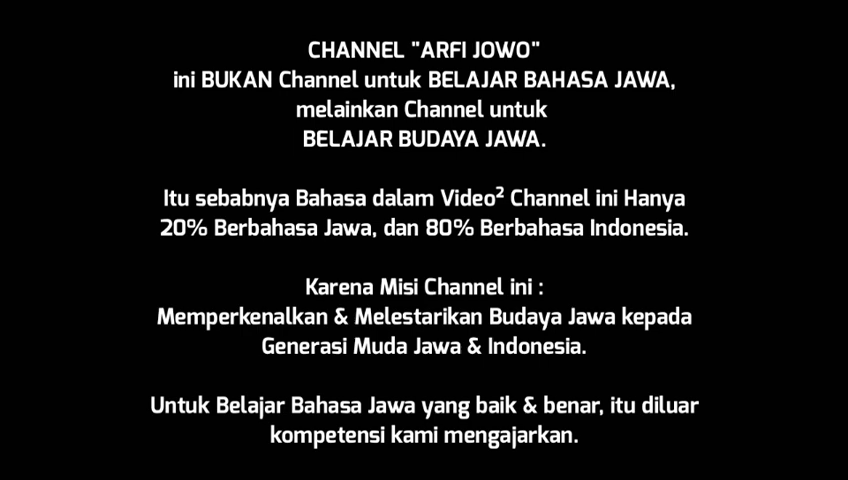 CHANNEL "ARFI JOWO"
ini BUKAN Channel untuk BELAJAR BAHASA JAWA,
melainkan Channel untuk
BELAJAR BUDAYA JAWA.
Itu sebabnya Bahasa dalam Video² Channel ini Hanya
20% Berbahasa Jawa, dan 80% Berbahasa Indonesia.
Karena Misi Channel ini :
Memperkenalkan & Melestarikan Budaya Jawa kepada
Generasi Muda Jawa & Indonesia.
Untuk Belajar Bahasa Jawa yang baik & benar, itu diluar
kompetensi kami mengajarkan.